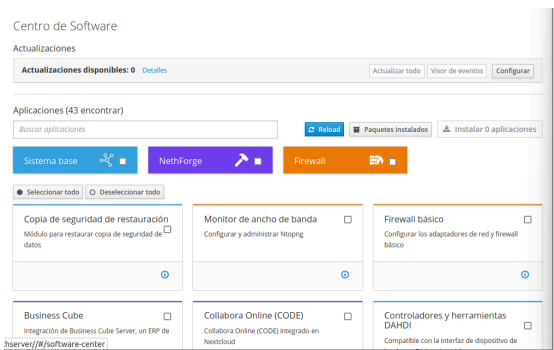 Centro de Software
Actualizaciones
Actualizaciones disponibles: 0 Detalles
Actualizar todo Visor de eventos Configurar
Aplicaciones (43 encontrar)
Buscar aplicaciones
Reload Paquetes instalados Instalar 0 aplicaciones
Sistema base NethForge Firewall
Seleccionar todo Deseleccionar todo
Copia de seguridad de restauración
Módulo para restaurar copia de seguridad de
datos
Monitor de ancho de banda
Configurar y administrar Ntopng
Firewall básico
Configurar los adaptadores de red y firewall
básico
Business Cube
Integración de Business Cube Server, un ERP de
Collabora Online (CODE)
Collabora Online (CODE) integrado en
Nextcloud
Controladores y herramientas
DAHDI
Compatible con la interfaz de dispositivo de
thserver//#/software-center